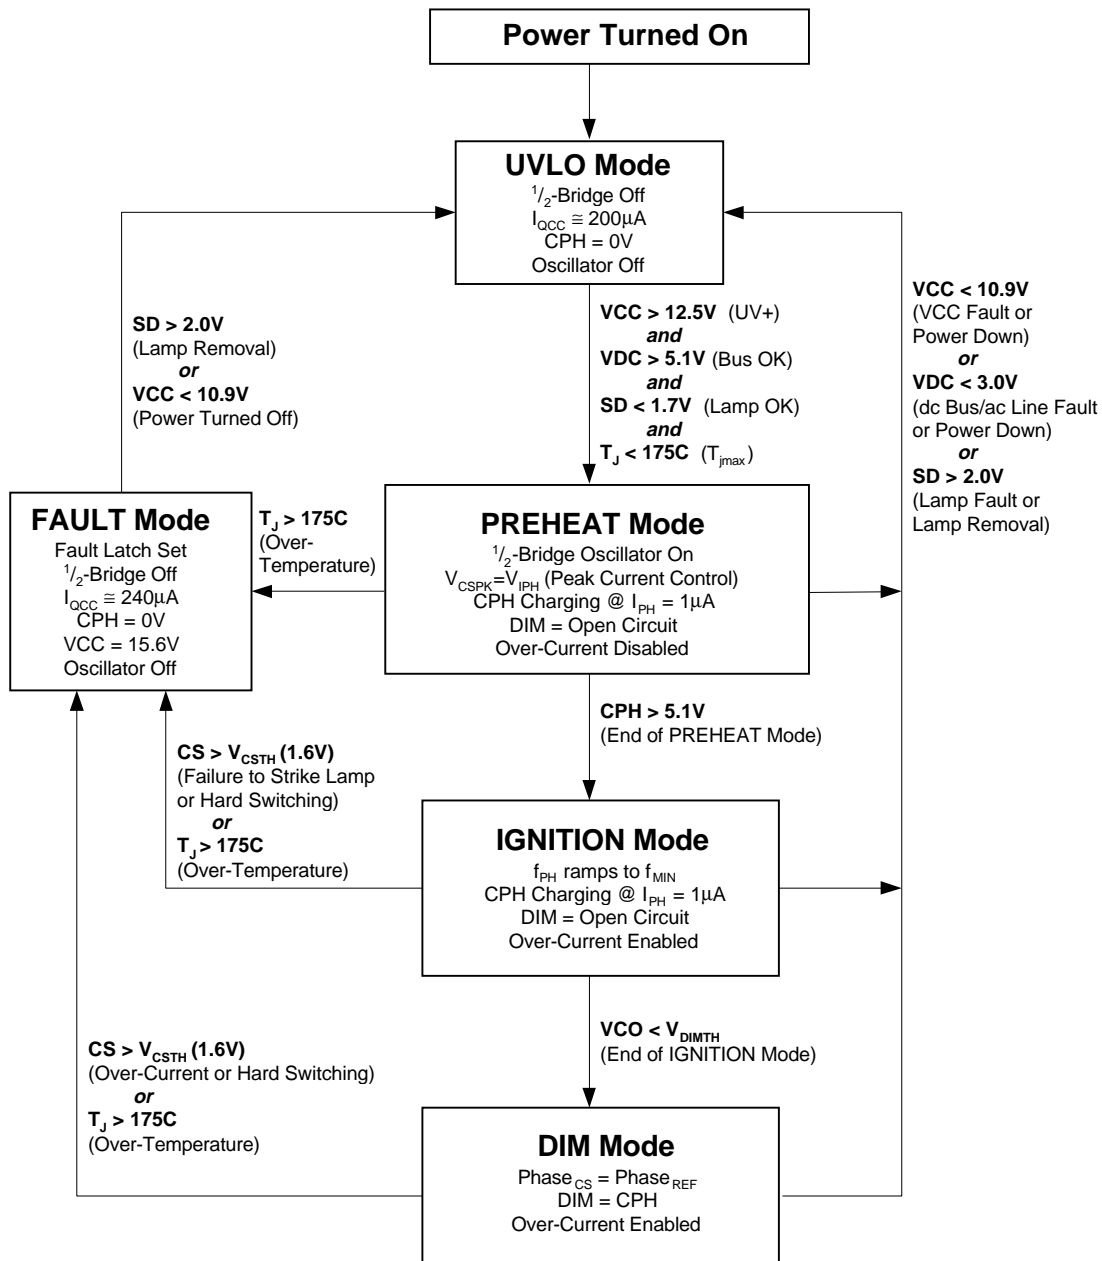 Power Turned On
UVLO Mode
1/2-Bridge Off
IQCC ≅ 200µA
CPH = 0V
Oscillator Off
SD > 2.0V
(Lamp Removal)
or
VCC < 10.9V
(Power Turned Off)
VCC > 12.5V (UV+)
and
VDC > 5.1V (Bus OK)
and
SD < 1.7V (Lamp OK)
and
TJ < 175C (Tjmax)
VCC < 10.9V
(VCC Fault or
Power Down)
or
VDC < 3.0V
(dc Bus/ac Line Fault
or Power Down)
or
SD > 2.0V
(Lamp Fault or
Lamp Removal)
FAULT Mode
Fault Latch Set
1/2-Bridge Off
IQCC ≅ 240µA
CPH = 0V
VCC = 15.6V
Oscillator Off
TJ > 175C
(Over-
Temperature)
PREHEAT Mode
1/2-Bridge Oscillator On
VCSPK=VIPH (Peak Current Control)
CPH Charging @ IPH = 1µA
DIM = Open Circuit
Over-Current Disabled
CPH > 5.1V
(End of PREHEAT Mode)
CS > VCSTH (1.6V)
(Failure to Strike Lamp
or Hard Switching)
or
TJ > 175C
(Over-Temperature)
IGNITION Mode
fPH ramps to fMIN
CPH Charging @ IPH = 1µA
DIM = Open Circuit
Over-Current Enabled
VCO < VDIMTH
(End of IGNITION Mode)
CS > VCSTH (1.6V)
(Over-Current or Hard Switching)
or
TJ > 175C
(Over-Temperature)
DIM Mode
PhaseCS = PhaseREF
DIM = CPH
Over-Current Enabled